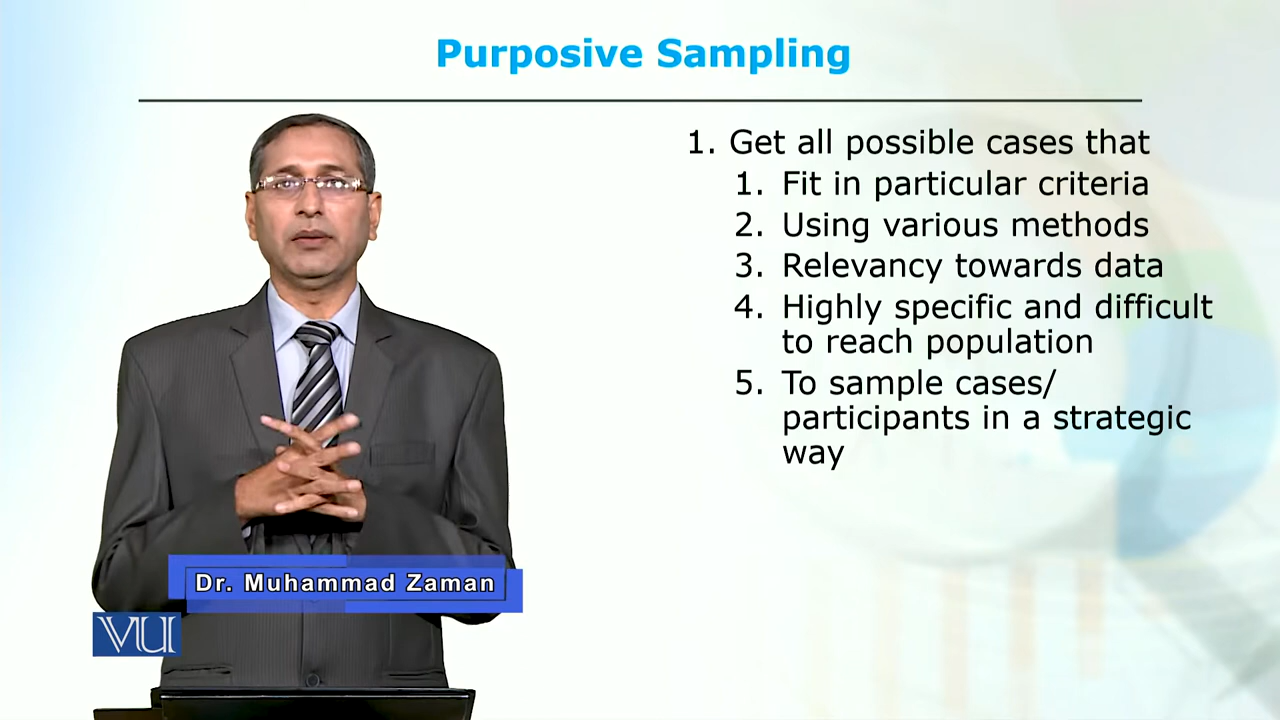 Purposive Sampling
1. Get all possible cases that
1. Fit in particular criteria
2. Using various methods
3. Relevancy towards data
4. Highly specific and difficult
to reach population
5. To sample cases/
participants in a strategic
way
Dr. Muhammad Zaman
VU